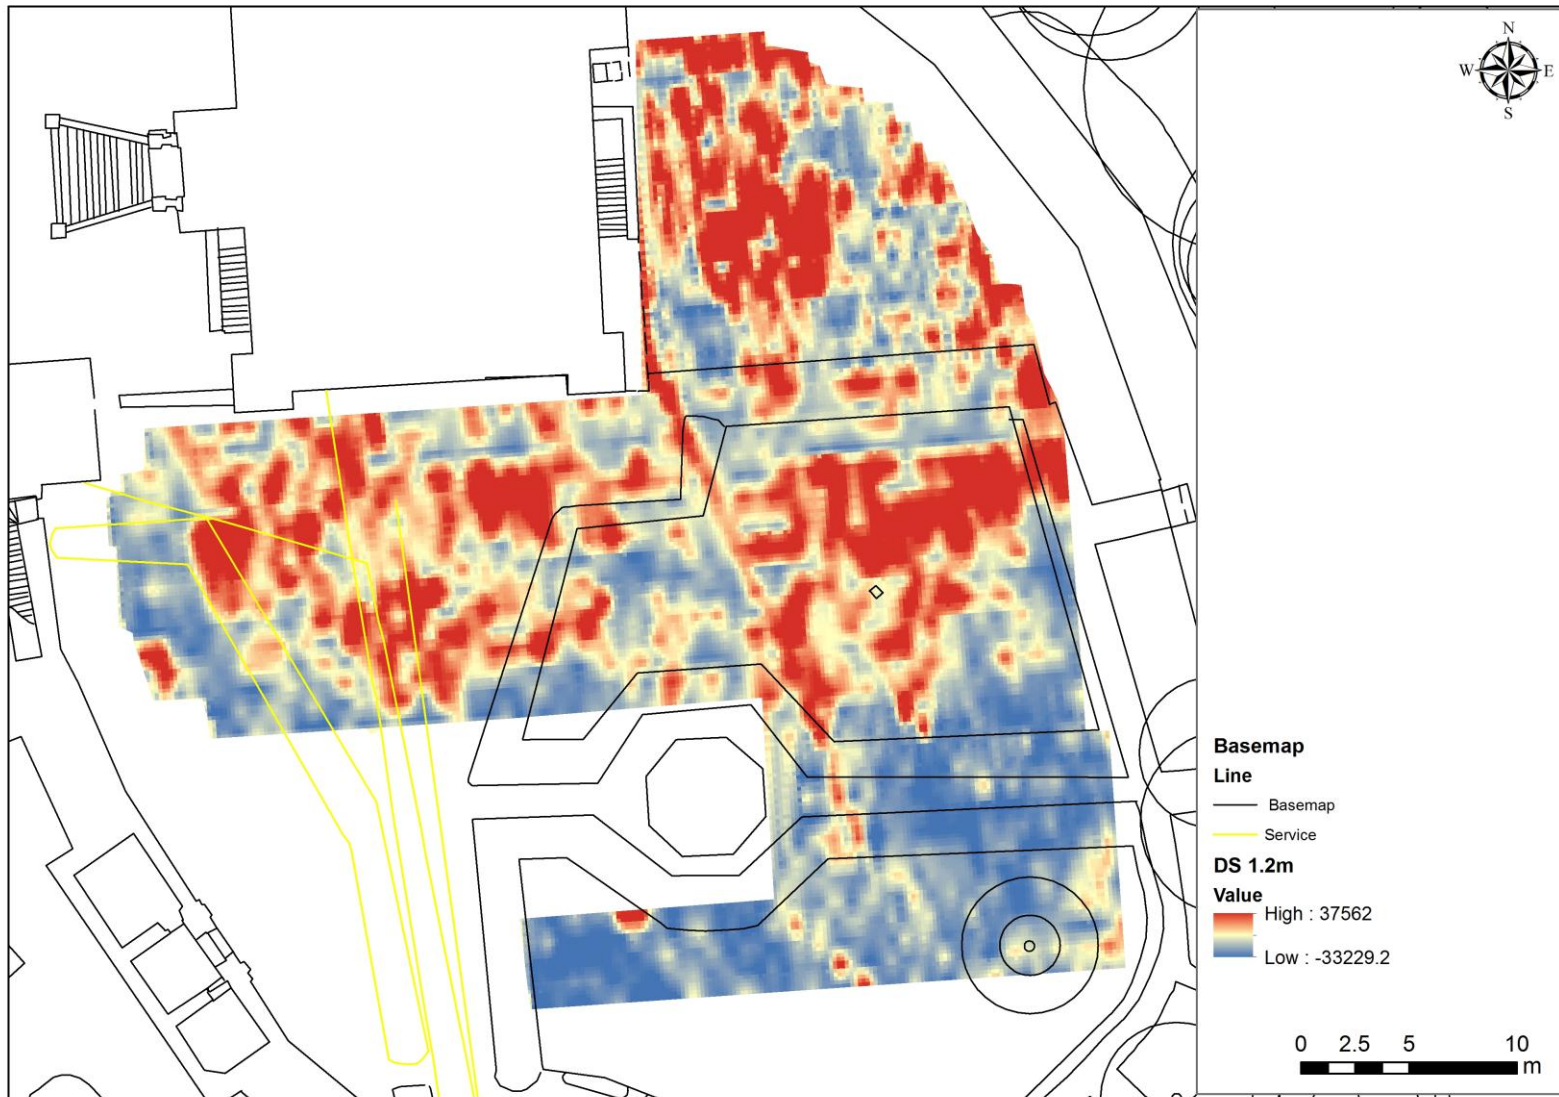 N
W E
S
Basemap
Line
Basemap
Service
DS 1.2m
Value
High : 37562
Low : -33229.2
0 2.5 5 10
m